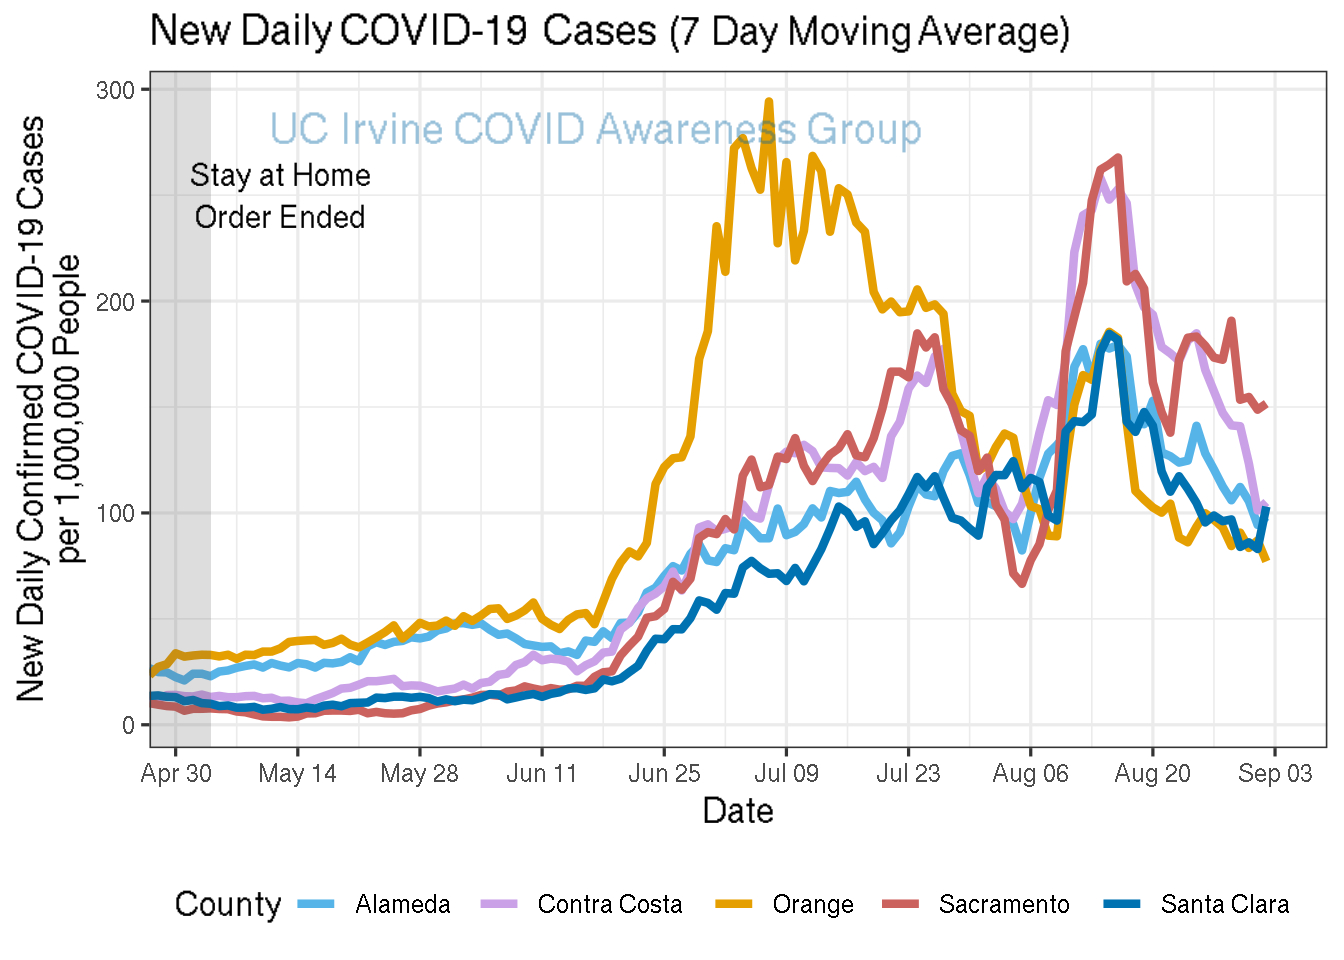 New Daily COVID-19 Cases (7 Day Moving Average)
New Daily Confirmed COVID-19 Cases
per 1,000,000 People
300
200
100
0
UC Irvine COVID Awareness Group
Stay at Home
Order Ended
Apr 30 May 14 May 28 Jun 11 Jun 25 Jul 09 Jul 23 Aug 06 Aug 20 Sep 03
Date
County Alameda Contra Costa Orange Sacramento Santa Clara